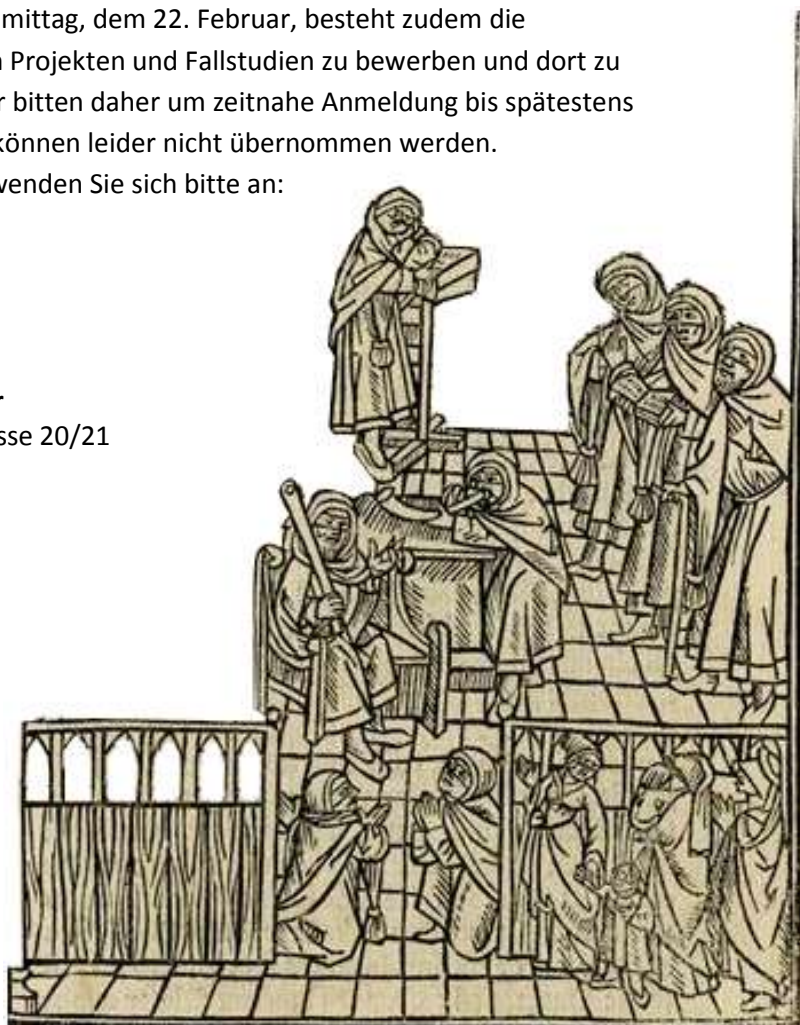 mittag, dem 22. Februar, besteht zudem die
Projekten und Fallstudien zu bewerben und dort zu
bitten daher um zeitnahe Anmeldung bis spätestens
können leider nicht übernommen werden.
wenden Sie sich bitte an:
sse 20/21